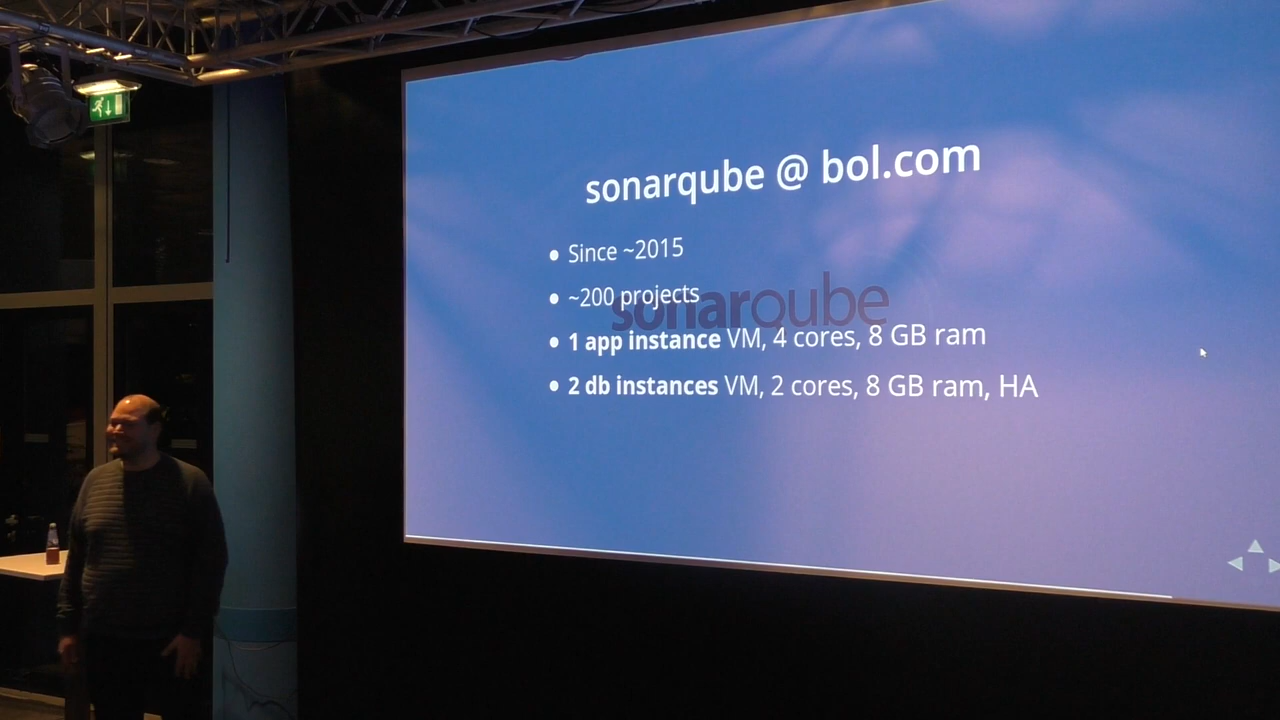 sonarqube @ bol.com
• Since ~2015
• ~200 projects
sonarqube
• 1 app instance VM, 4 cores, 8 GB ram
• 2 db instances VM, 2 cores, 8 GB ram, HA